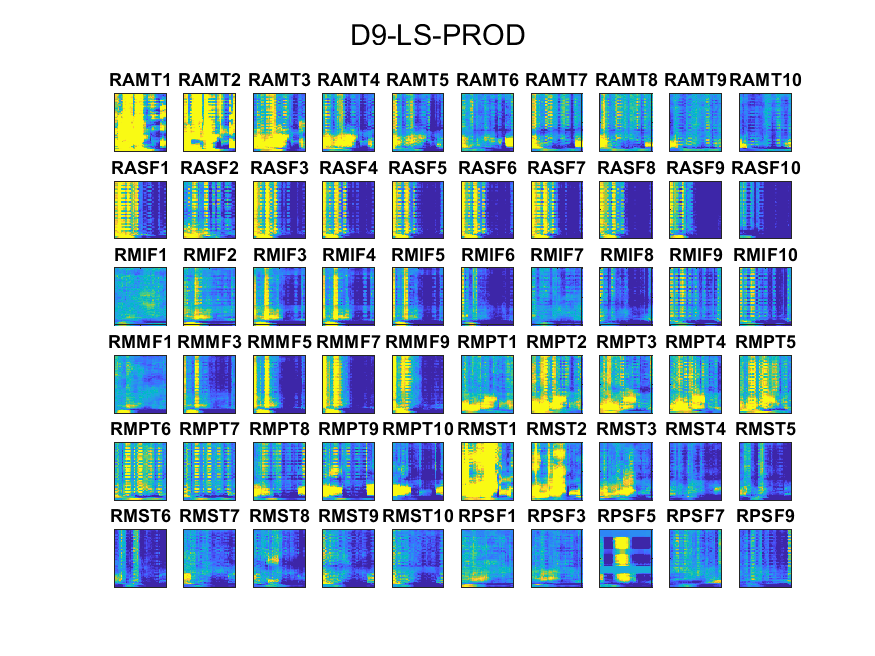 D9-LS-PROD
RAMT1 RAMT2 RAMT3 RAMT4 RAMT5 RAMT6 RAMT7 RAMT8 RAMT9 RAMT10
RASF1 RASF2 RASF3 RASF4 RASF5 RASF6 RASF7 RASF8 RASF9 RASF10
RMIF1 RMIF2 RMIF3 RMIF4 RMIF5 RMIF6 RMIF7 RMIF8 RMIF9 RMIF10
RMMF1 RMMF3 RMMF5 RMMF7 RMMF9 RMPT1 RMPT2 RMPT3 RMPT4 RMPT5
RMPT6 RMPT7 RMPT8 RMPT9 RMPT10 RMST1 RMST2 RMST3 RMST4 RMST5
RMST6 RMST7 RMST8 RMST9 RMST10 RPSF1 RPSF3 RPSF5 RPSF7 RPSF9